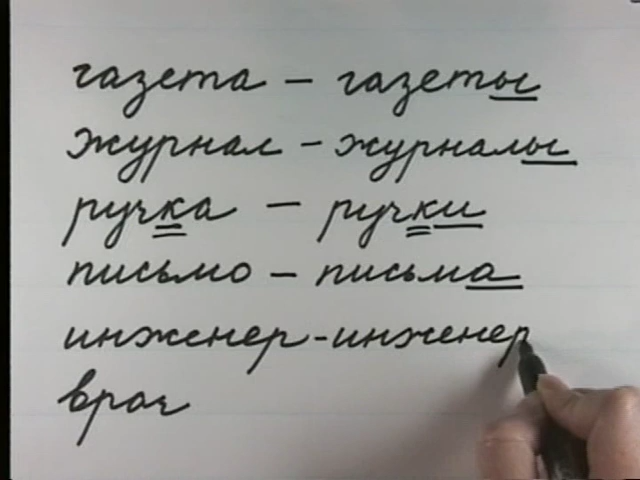 газета – газеты
журнал – журналы
ручка – ручки
письмо – письма
инженер - инженер
врач